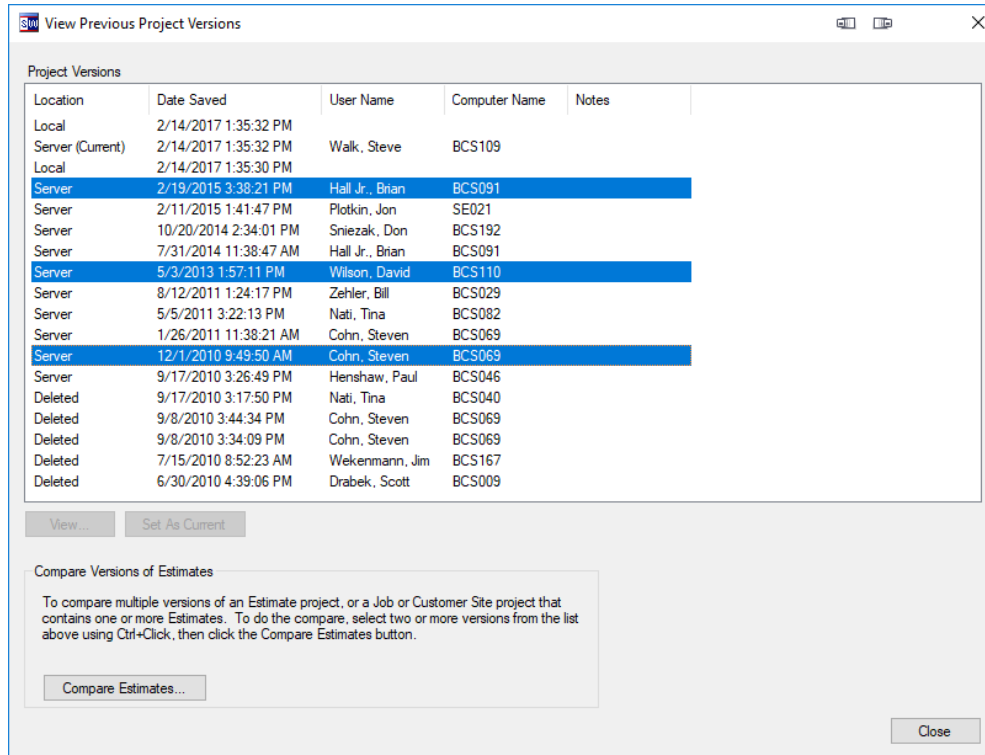 SW View Previous Project Versions
Project Versions
Location Date Saved User Name Computer Name Notes
Local 2/14/2017 1:35:32 PM
Server (Current) 2/14/2017 1:35:32 PM Walk, Steve BCS109
Local 2/14/2017 1:35:30 PM
Server 2/19/2015 3:38:21 PM Hall Jr., Brian BCS091
Server 2/11/2015 1:41:47 PM Plotkin, Jon SE021
Server 10/20/2014 2:34:01 PM Sniezak, Don BCS192
Server 7/31/2014 11:38:47 AM Hall Jr., Brian BCS091
Server 5/3/2013 1:57:11 PM Wilson, David BCS110
Server 8/12/2011 1:24:17 PM Zehler, Bill BCS029
Server 5/5/2011 3:22:13 PM Nati, Tina BCS082
Server 1/26/2011 11:38:21 AM Cohn, Steven BCS069
Server 12/1/2010 9:49:50 AM Cohn, Steven BCS069
Server 9/17/2010 3:26:49 PM Henshaw, Paul BCS046
Deleted 9/17/2010 3:17:50 PM Nati, Tina BCS040
Deleted 9/8/2010 3:44:34 PM Cohn, Steven BCS069
Deleted 9/8/2010 3:34:09 PM Cohn, Steven BCS069
Deleted 7/15/2010 8:52:23 AM Wekenmann, Jim BCS167
Deleted 6/30/2010 4:39:06 PM Drabek, Scott BCS009
View... Set As Current
Compare Versions of Estimates
To compare multiple versions of an Estimate project, or a Job or Customer Site project that
contains one or more Estimates. To do the compare, select two or more versions from the list
above using Ctrl+Click, then click the Compare Estimates button.
Compare Estimates...
Close